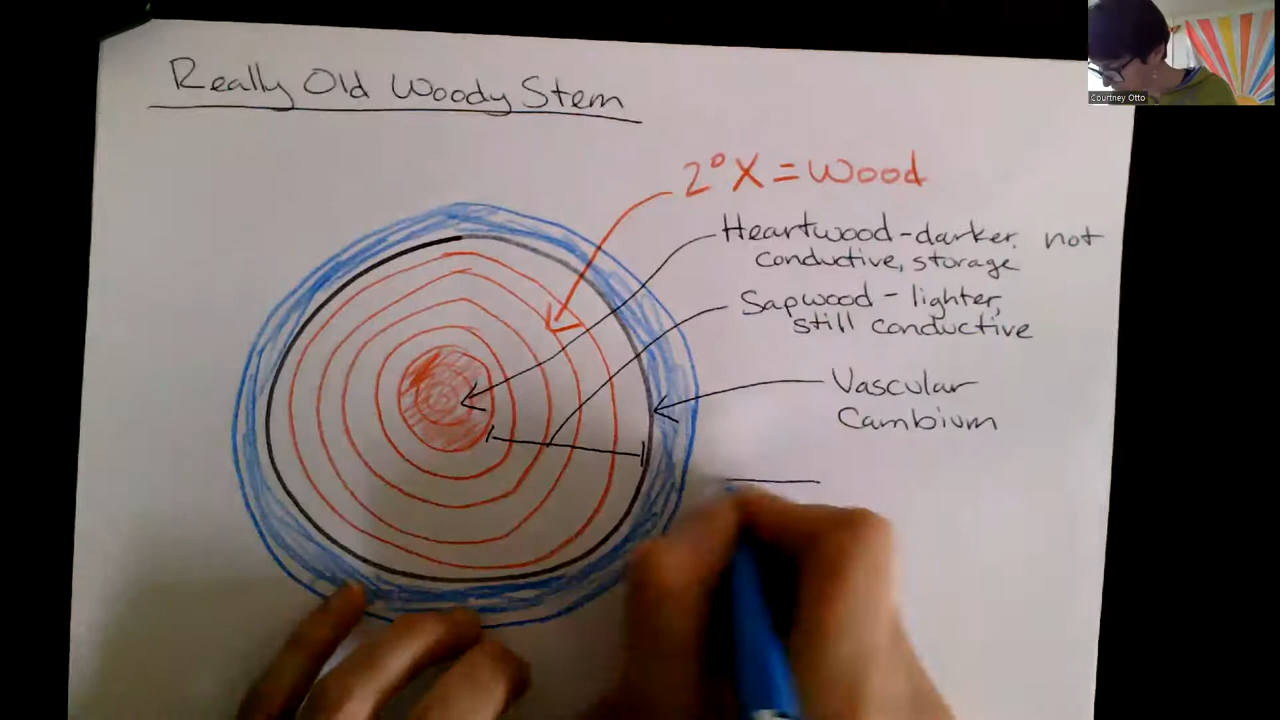 Really Old Woody Stem
2° X = Wood
Heartwood - darker, not
conductive, storage
Sapwood - lighter,
still conductive
Vascular
Cambium
Courtney Otto